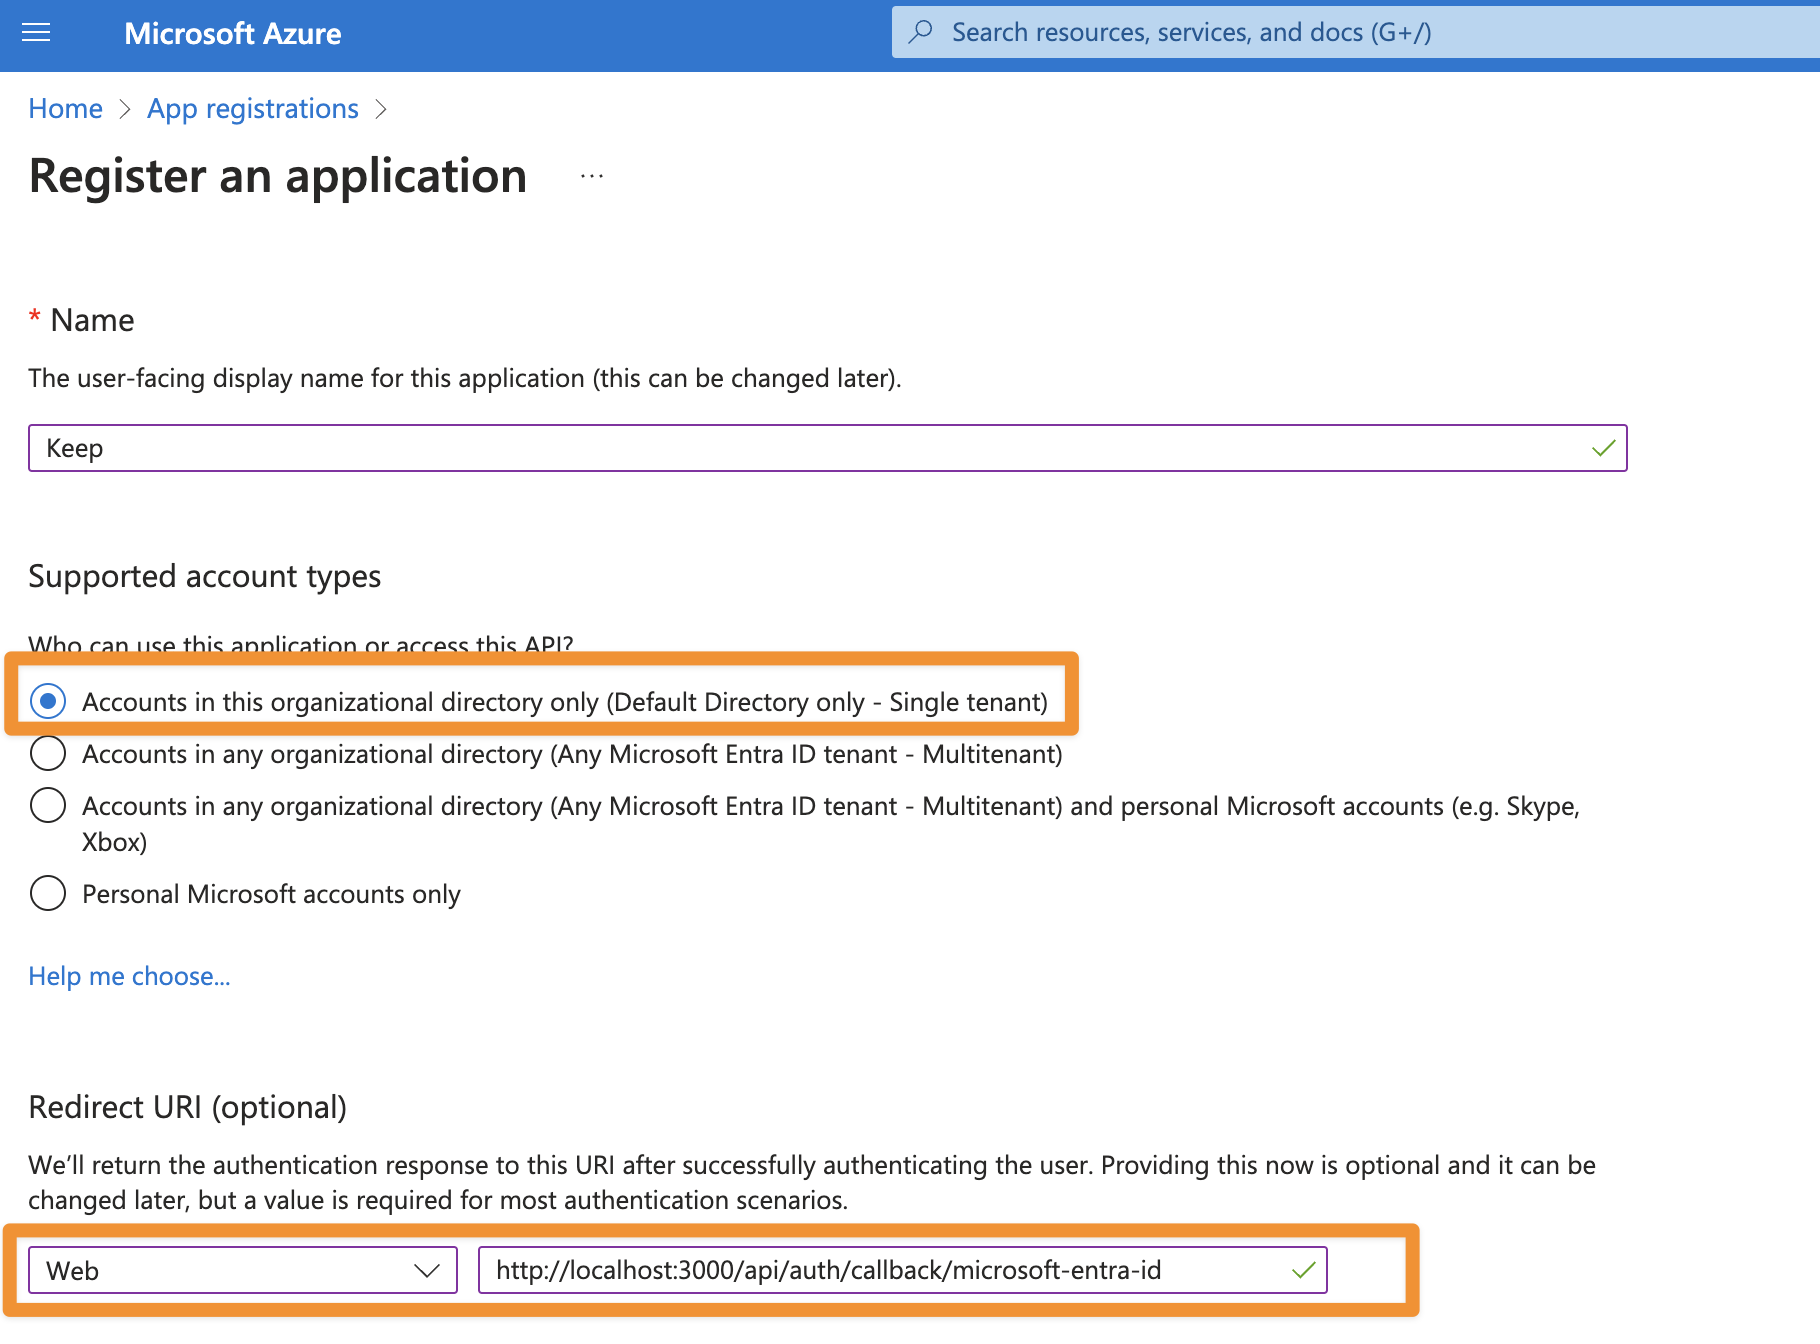 Microsoft Azure
Search resources, services, and docs (G+/)
Home > App registrations >
Register an application ...
* Name
The user-facing display name for this application (this can be changed later).
Keep
Supported account types
Who can use this application or access this API?
Accounts in this organizational directory only (Default Directory only - Single tenant)
Accounts in any organizational directory (Any Microsoft Entra ID tenant - Multitenant)
Accounts in any organizational directory (Any Microsoft Entra ID tenant - Multitenant) and personal Microsoft accounts (e.g. Skype,
Xbox)
Personal Microsoft accounts only
Help me choose...
Redirect URI (optional)
We’ll return the authentication response to this URI after successfully authenticating the user. Providing this now is optional and it can be
changed later, but a value is required for most authentication scenarios.
Web
http://localhost:3000/api/auth/callback/microsoft-entra-id